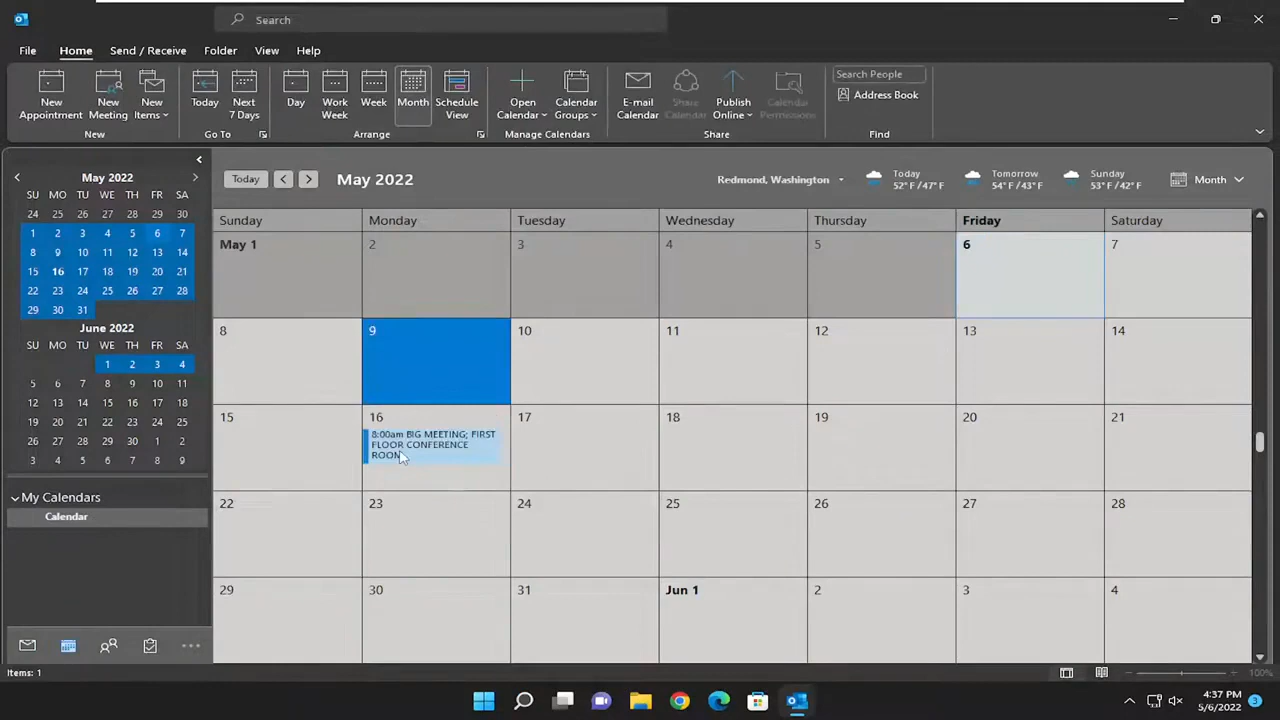 Search
File Home Send / Receive Folder View Help
New Appointment
New Meeting
New Items
New
Today
Next 7 Days
Go To
Day
Work Week
Week
Month
Schedule View
Arrange
Open Calendar
Calendar Groups
Manage Calendars
E-mail Calendar
Share Calendar
Publish Online
Calendar Permissions
Share
Search People
Address Book
Find
May 2022
SU MO TU WE TH FR SA
24 25 26 27 28 29 30
1 2 3 4 5 6 7
8 9 10 11 12 13 14
15 16 17 18 19 20 21
22 23 24 25 26 27 28
29 30 31
June 2022
SU MO TU WE TH FR SA
1 2 3 4
5 6 7 8 9 10 11
12 13 14 15 16 17 18
19 20 21 22 23 24 25
26 27 28 29 30 1 2
3 4 5 6 7 8 9
My Calendars
Calendar
Today May 2022
Redmond, Washington
Today
52° F / 47° F
Tomorrow
54° F / 43° F
Sunday
53° F / 42° F
Month
Sunday Monday Tuesday Wednesday Thursday Friday Saturday
May 1 2 3 4 5 6 7
8 9 10 11 12 13 14
15 16 17 18 19 20 21
8:00am BIG MEETING; FIRST
FLOOR CONFERENCE
ROOM
22 23 24 25 26 27 28
29 30 31 Jun 1 2 3 4
Items: 1
100%
4:37 PM
5/6/2022
3